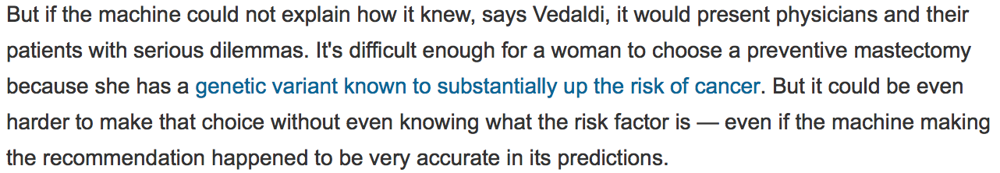 But if the machine could not explain how it knew, says Vedaldi, it would present physicians and their
patients with serious dilemmas. It's difficult enough for a woman to choose a preventive mastectomy
because she has a genetic variant known to substantially up the risk of cancer. But it could be even
harder to make that choice without even knowing what the risk factor is — even if the machine making
the recommendation happened to be very accurate in its predictions.